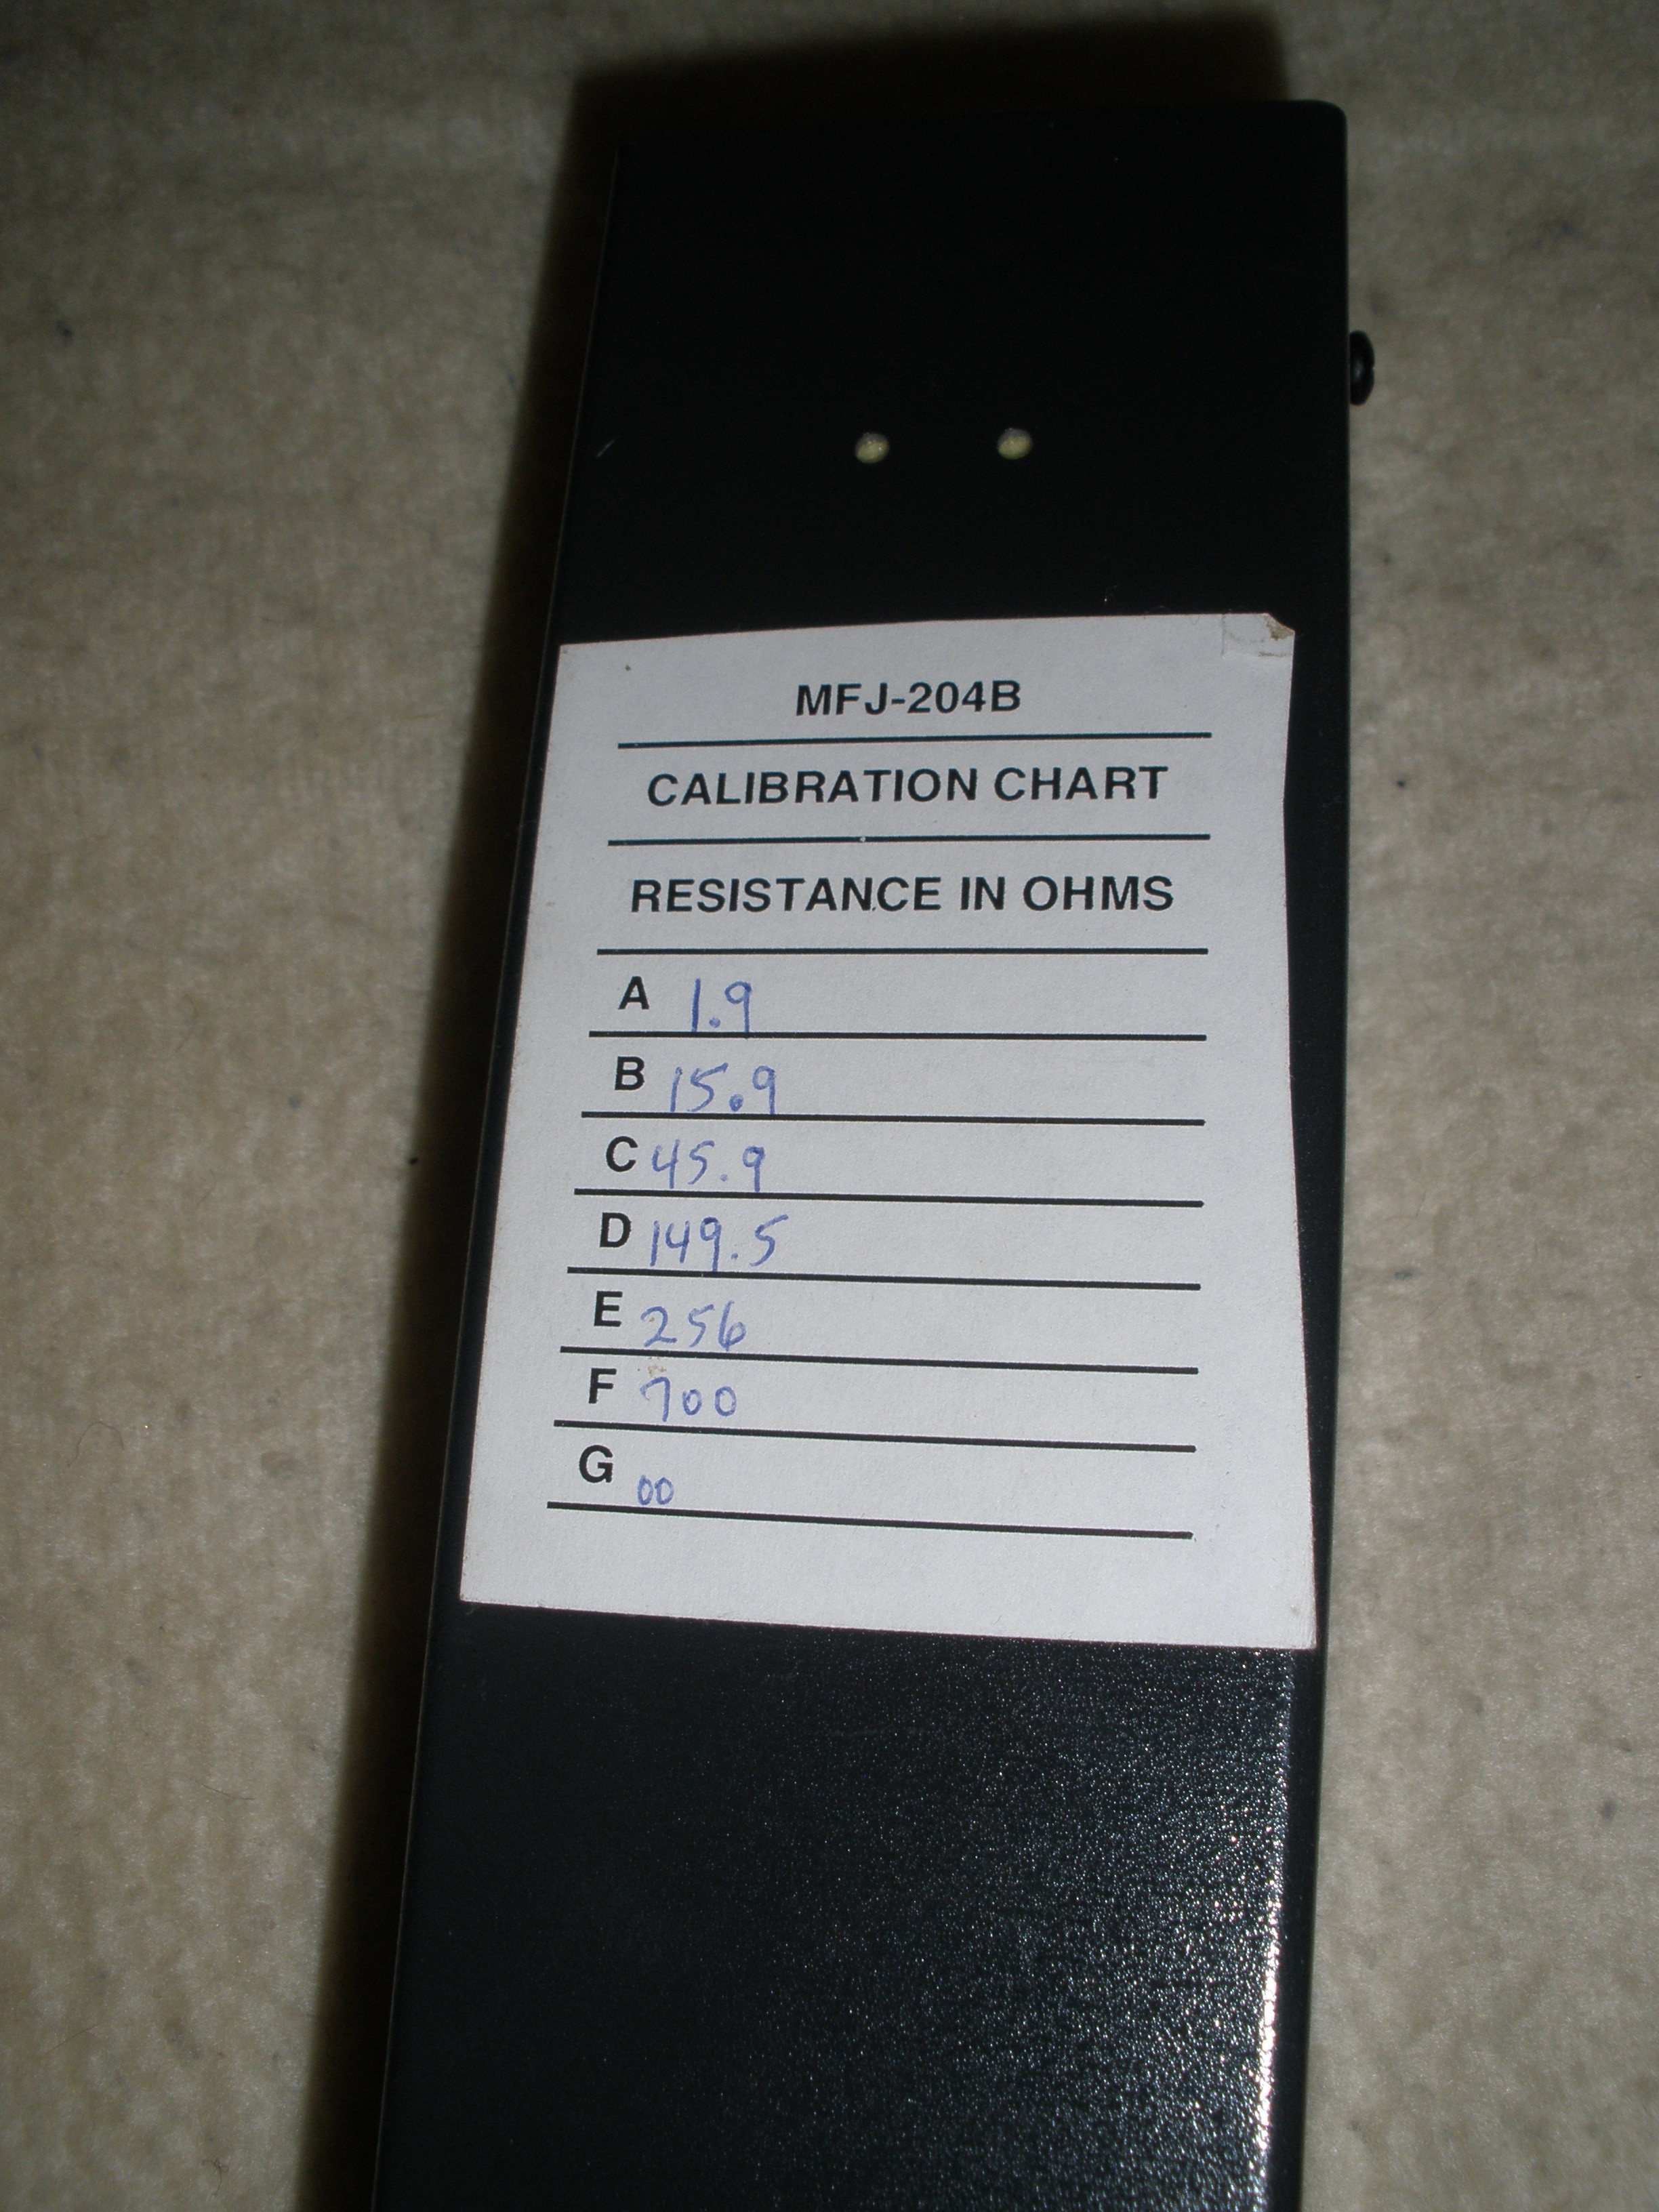 MFJ-204B
CALIBRATION CHART
RESISTANCE IN OHMS
A 1.9
B 15.9
C 45.9
D 149.5
E 256
F 700
G ∞